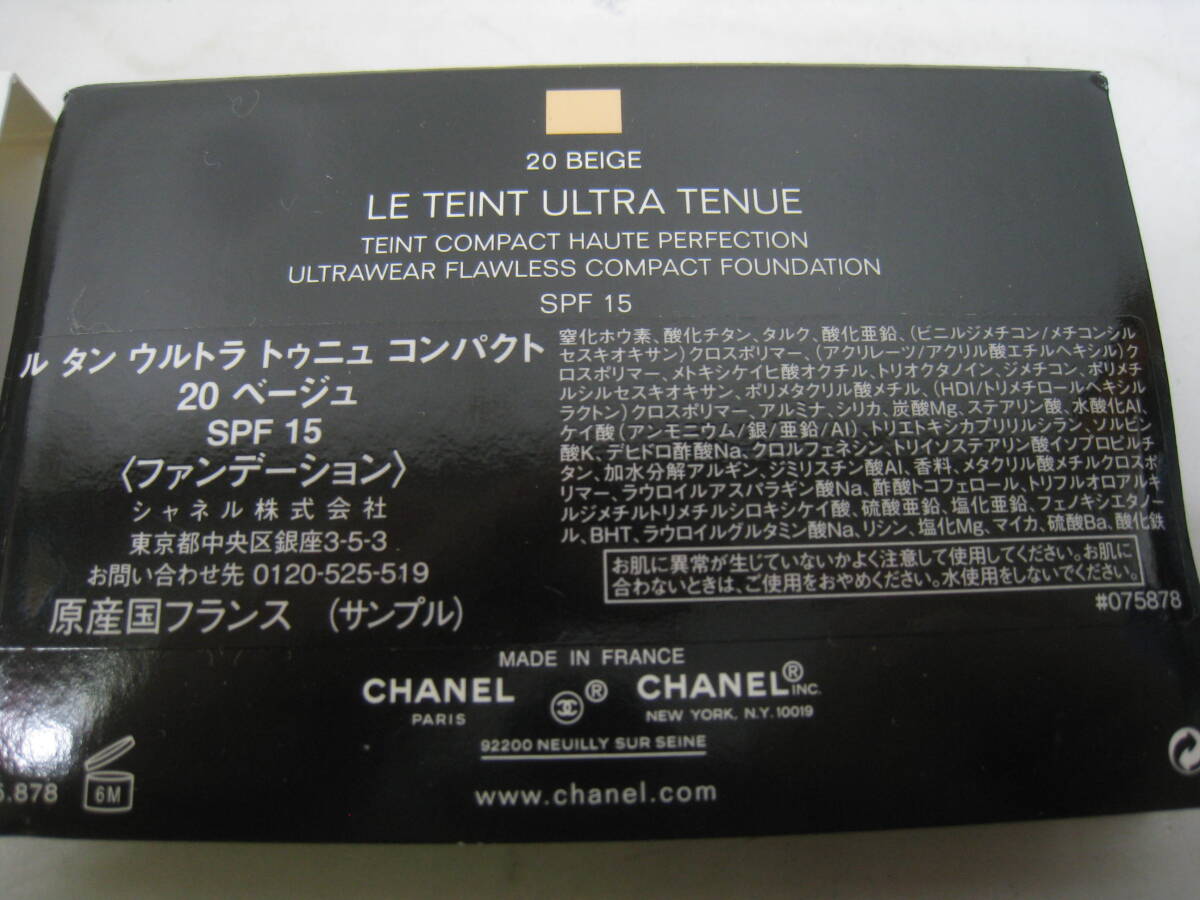 20 BEIGE
LE TEINT ULTRA TENUE
TEINT COMPACT HAUTE PERFECTION
ULTRAWEAR FLAWLESS COMPACT FOUNDATION
SPF 15
ル タン ウルトラ トゥニュ コンパクト
20 ベージュ
SPF 15
〈ファンデーション〉
シャネル株式会社
東京都中央区銀座3-5-3
お問い合わせ先 0120-525-519
原産国フランス (サンプル)
窒化ホウ素、酸化チタン、タルク、酸化亜鉛、(ビニルジメチコン/メチコンシル
セスキオキサン)クロスポリマー、(アクリレーツ/アクリル酸エチルヘキシル)ク
ロスポリマー、メトキシケイヒ酸オクチル、トリオクタノイン、ジメチコン、ポリメチ
ルシルセスキオキサン、ポリメタクリル酸メチル、(HDI/トリメチロールヘキシル
ラクトン)クロスポリマー、アルミナ、シリカ、炭酸Mg、ステアリン酸、水酸化Al、
ケイ酸(アンモニウム/銀/亜鉛/Al)、トリエトキシカプリリルシラン、ソルビン
酸K、デヒドロ酢酸Na、クロルフェネシン、トリイソステアリン酸イソプロピルチ
タン、加水分解アルギン、ジミリスチン酸Al、香料、メタクリル酸メチルクロスポ
リマー、ラウロイルアスパラギン酸Na、酢酸トコフェロール、トリフルオロアルキ
ルジメチルトリメチルシロキシケイ酸、硫酸亜鉛、塩化亜鉛、フェノキシエタノー
ル、BHT、ラウロイルグルタミン酸Na、リシン、塩化Mg、マイカ、硫酸Ba、酸化鉄
お肌に異常が生じていないかよく注意して使用してください。お肌に
合わないときは、ご使用をおやめください。水使用をしないでください。
#075878
MADE IN FRANCE
CHANEL ® CHANEL® INC.
PARIS NEW YORK, N.Y. 10019
92200 NEUILLY SUR SEINE
www.chanel.com
.878 6M